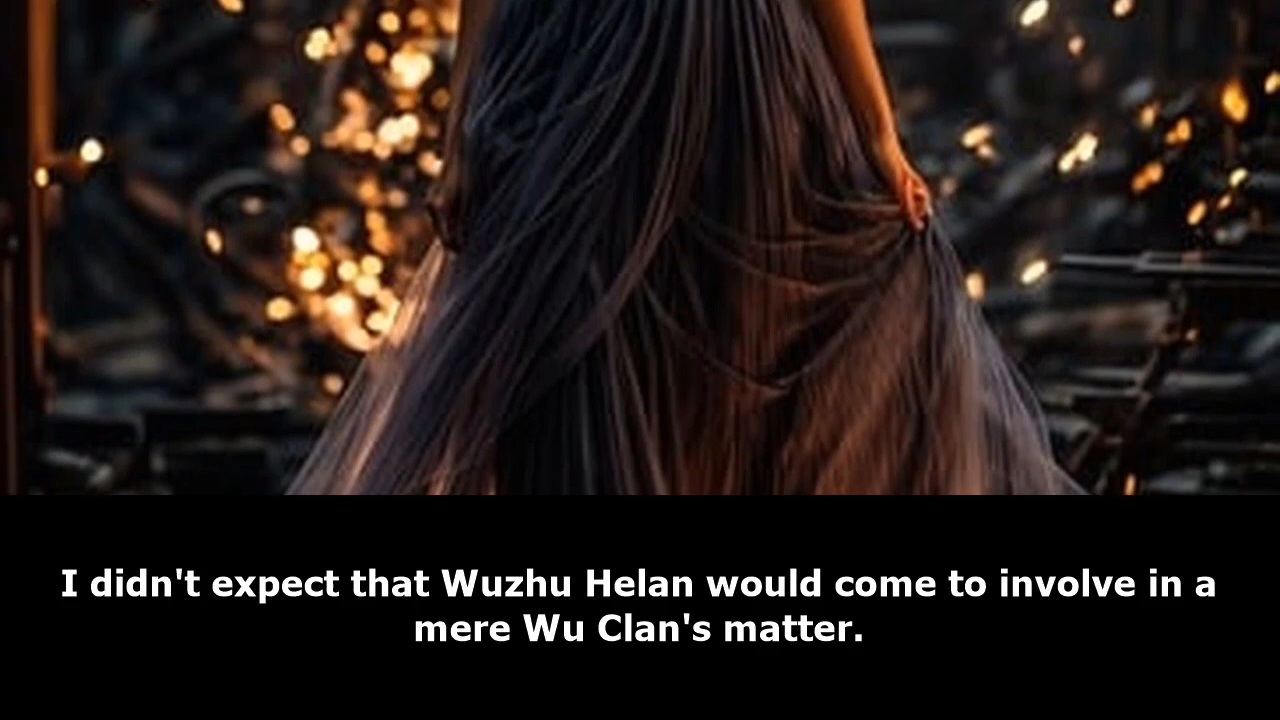 I didn't expect that Wuzhu Helan would come to involve in a
mere Wu Clan's matter.